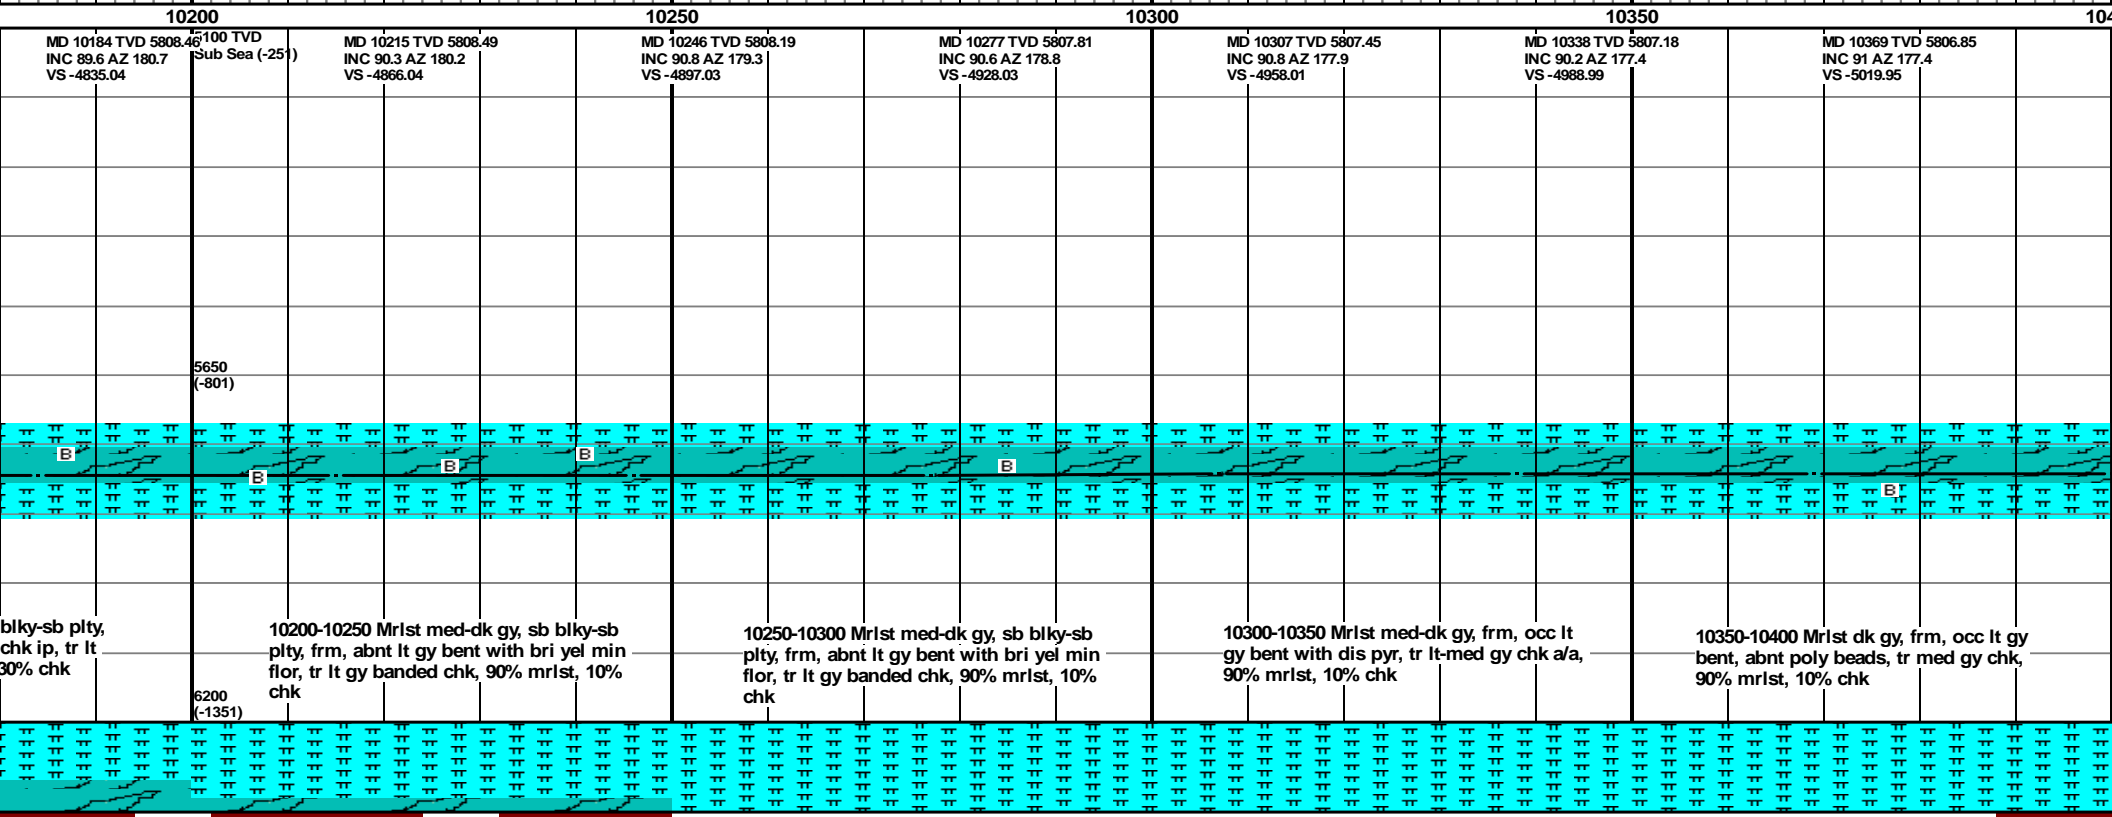 10200
10250
10300
10350
MD 10184 TVD 5808.46
INC 89.6 AZ 180.7
VS -4835.04
5100 TVD
Sub Sea (-251)
MD 10215 TVD 5808.49
INC 90.3 AZ 180.2
VS -4866.04
MD 10246 TVD 5808.19
INC 90.8 AZ 179.3
VS -4897.03
MD 10277 TVD 5807.81
INC 90.6 AZ 178.8
VS -4928.03
MD 10307 TVD 5807.45
INC 90.8 AZ 177.9
VS -4958.01
MD 10338 TVD 5807.18
INC 90.2 AZ 177.4
VS -4988.99
MD 10369 TVD 5806.85
INC 91 AZ 177.4
VS -5019.95
5650
(-801)
B
B
B
B
B
B
blky-sb plty,
chk ip, tr lt
30% chk
10200-10250 Mrlst med-dk gy, sb blky-sb
plty, frm, abnt lt gy bent with bri yel min
flor, tr lt gy banded chk, 90% mrlst, 10%
chk
10250-10300 Mrlst med-dk gy, sb blky-sb
plty, frm, abnt lt gy bent with bri yel min
flor, tr lt gy banded chk, 90% mrlst, 10%
chk
10300-10350 Mrlst med-dk gy, frm, occ lt
gy bent with dis pyr, tr lt-med gy chk a/a,
90% mrlst, 10% chk
10350-10400 Mrlst dk gy, frm, occ lt gy
bent, abnt poly beads, tr med gy chk,
90% mrlst, 10% chk
6200
(-1351)